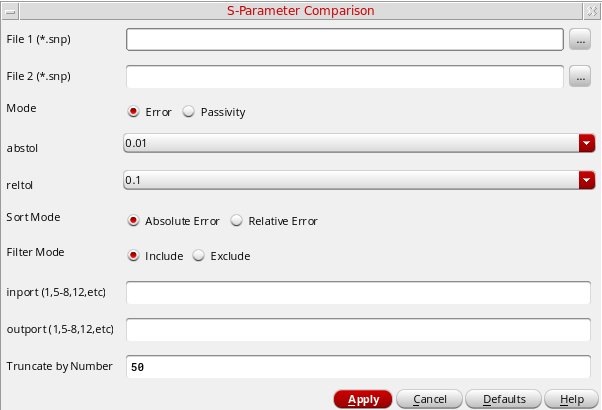 S-Parameter Comparison
File 1 (*.snp)
...
File 2 (*.snp)
...
Mode Error Passivity
abstol 0.01
reltol 0.1
Sort Mode Absolute Error Relative Error
Filter Mode Include Exclude
inport (1,5-8,12,etc)
outport (1,5-8,12,etc)
Truncate by Number 50
Apply Cancel Defaults Help